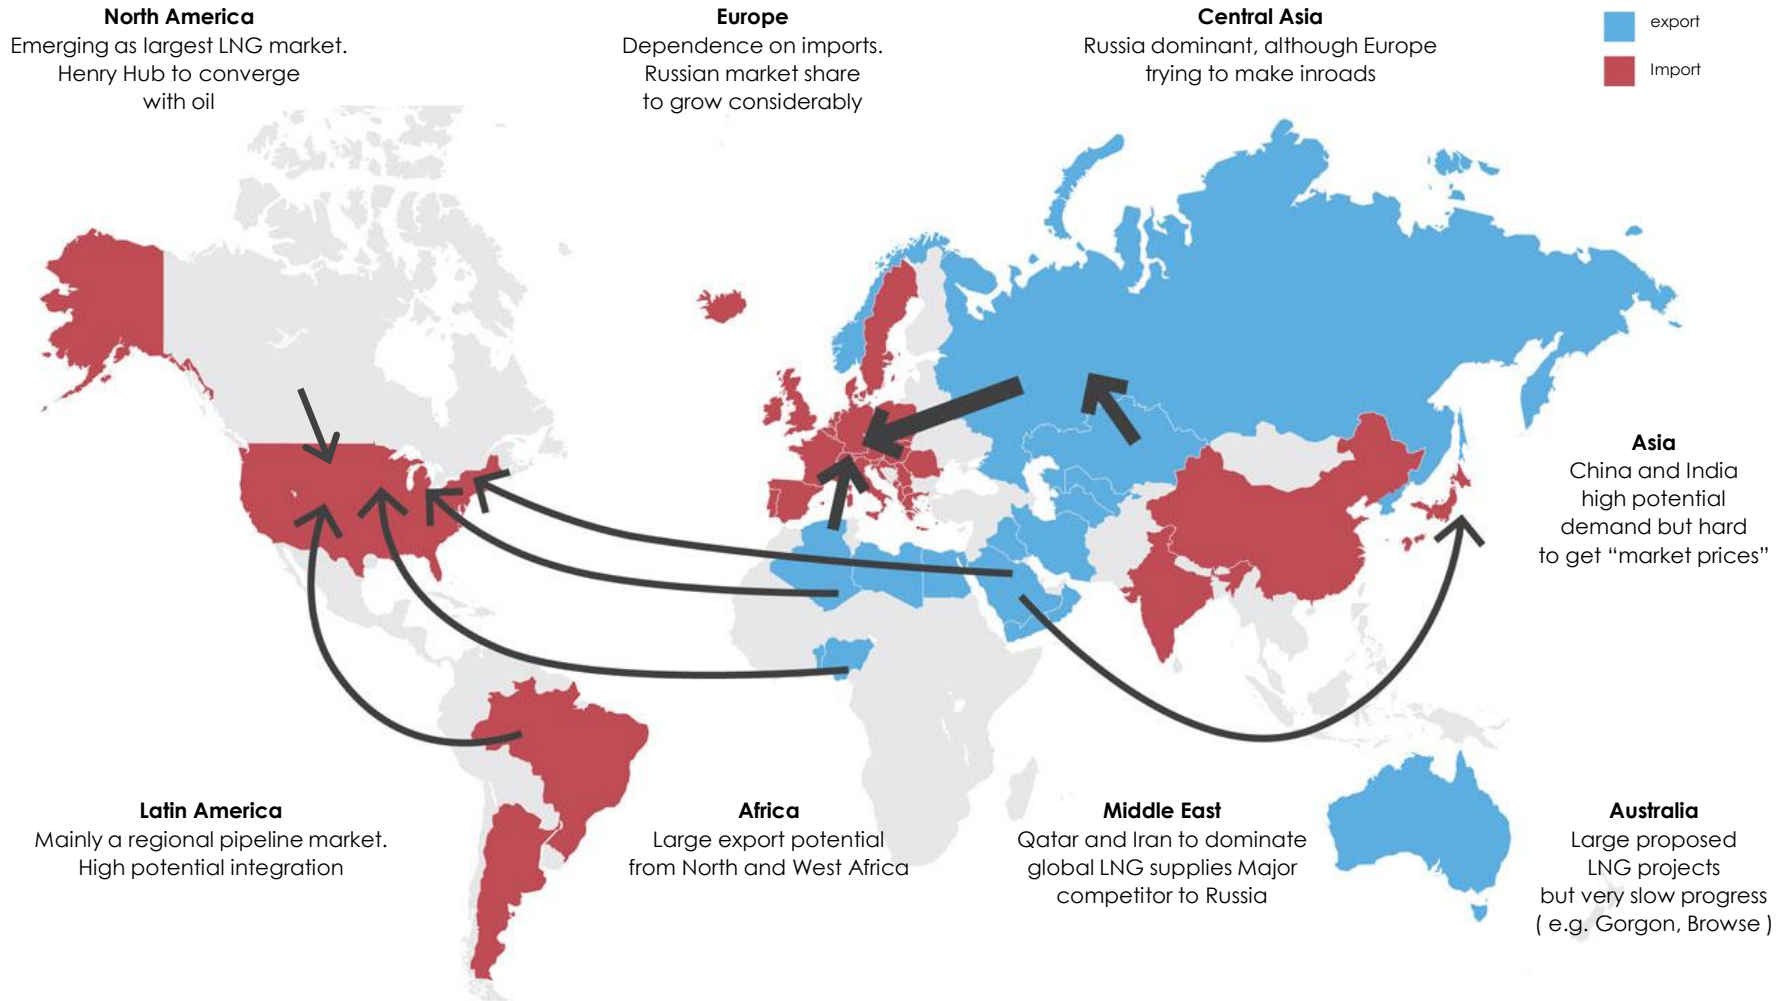 North America
Emerging as largest LNG market.
Henry Hub to converge
with oil
Europe
Dependence on imports.
Russian market share
to grow considerably
Central Asia
Russia dominant, although Europe
trying to make inroads
export
Import
Asia
China and India
high potential
demand but hard
to get “market prices”
Latin America
Mainly a regional pipeline market.
High potential integration
Africa
Large export potential
from North and West Africa
Middle East
Qatar and Iran to dominate
global LNG supplies Major
competitor to Russia
Australia
Large proposed
LNG projects
but very slow progress
( e.g. Gorgon, Browse )